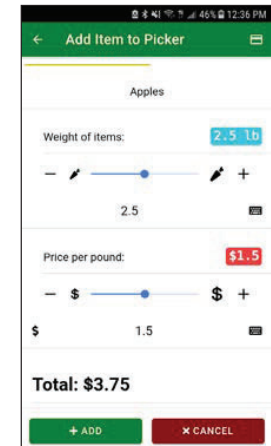 46% 12:36 PM
Add Item to Picker
Apples
Weight of items: 2.5 lb
2.5
Price per pound: $1.5
$ $
$ 1.5
Total: $3.75
+ ADD × CANCEL